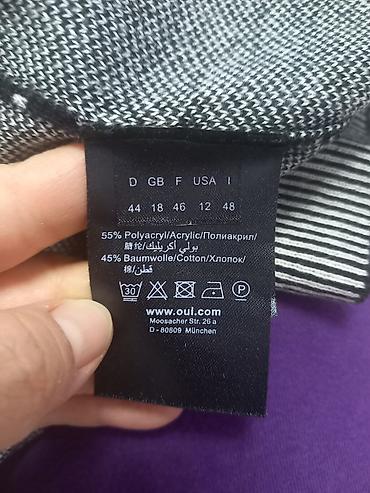 D GB F USA I
44 18 46 12 48
55% Polyacryl/Acrylic/Полиакрил/
بولي أكريليك/腈纶
45% Baumwolle/Cotton/Хлопок/
قطن/棉
30 P
www.oui.com
Moosacher Str. 26 a
D - 80809 München